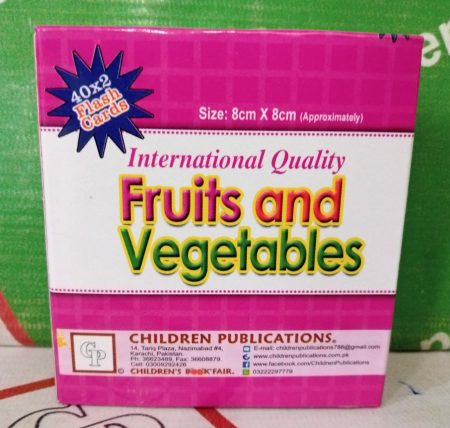 40x2
Flash
Cards
Size: 8cm X 8cm (Approximately)
International Quality
Fruits and
Vegetables
CP
CHILDREN PUBLICATIONS®
14, Tariq Plaza, Nazimabad #4,
Karachi, Pakistan.
Ph: 36623489, Fax: 36608879.
Cell: 03009292426
© CHILDREN'S BOOK FAIR.
E-mail: childrenpublications786@gmail.com
www.childrenpublications.com.pk
www.facebook.com/ChildrenPublications
03222297779